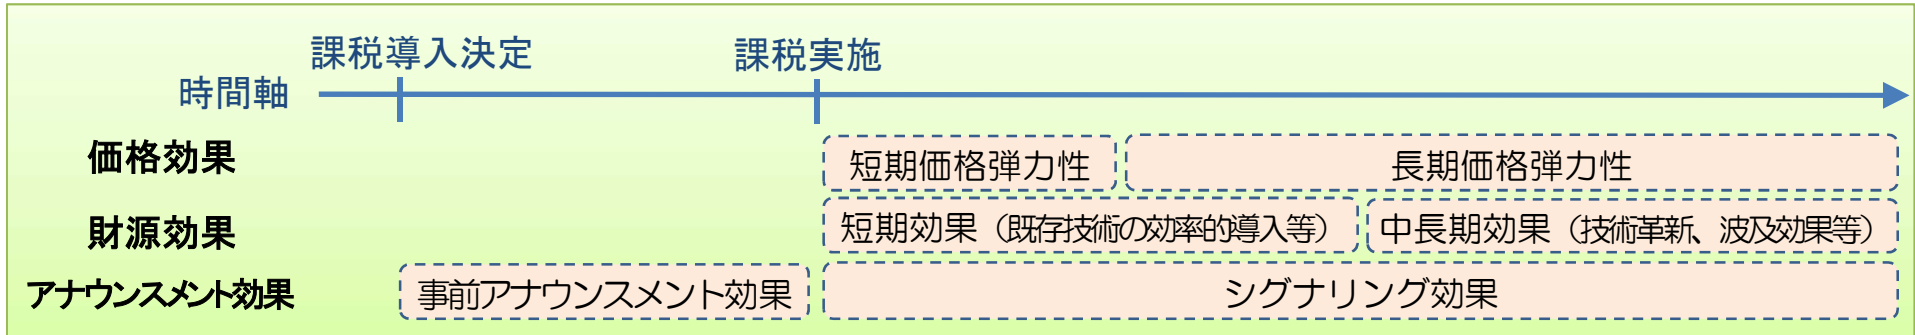 課税導入決定
課税実施
時間軸
価格効果
短期価格弾力性
長期価格弾力性
財源効果
短期効果（既存技術の効率的導入等）
中長期効果（技術革新、波及効果等）
アナウンスメント効果
事前アナウンスメント効果
シグナリング効果